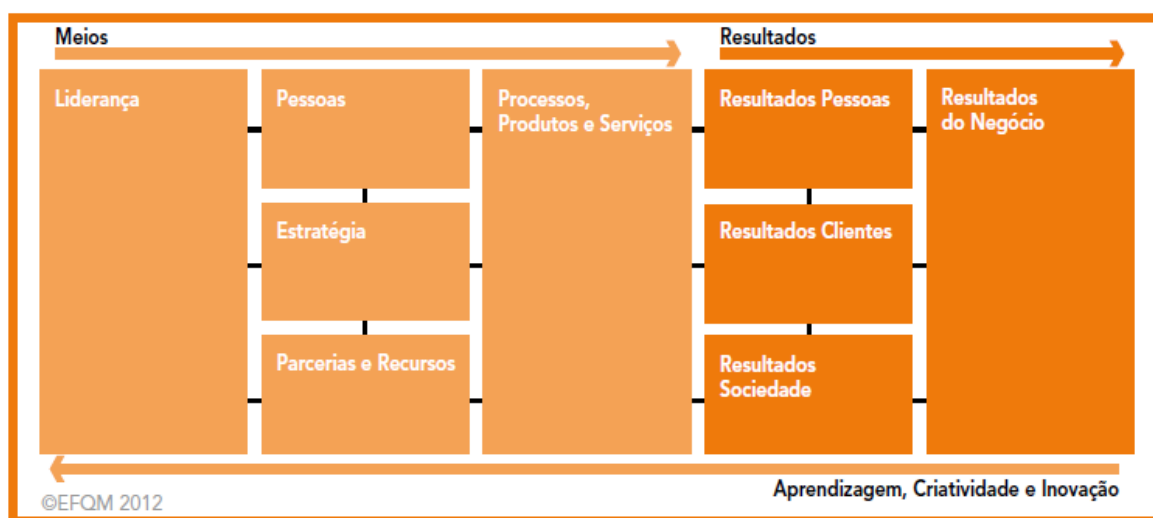 Meios
Resultados
Liderança
Pessoas
Processos,
Produtos e Serviços
Resultados Pessoas
Resultados
do Negócio
Estratégia
Resultados Clientes
Parcerias e Recursos
Resultados
Sociedade
Aprendizagem, Criatividade e Inovação
©EFQM 2012